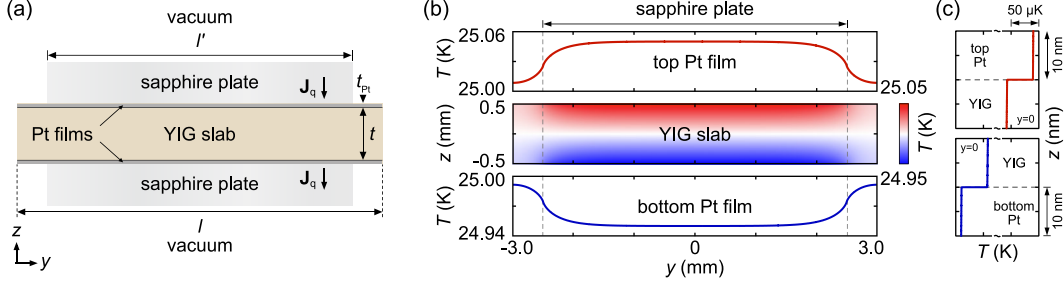 (a)
vacuum
l'
sapphire plate
J_q
t_Pt
Pt films
YIG slab
t
sapphire plate
J_q
l
vacuum
z
y
(b)
sapphire plate
25.06
T (K)
25.00
top Pt film
25.05
0.5
z (mm)
-0.5
YIG slab
T (K)
24.95
25.00
T (K)
24.94
bottom Pt film
-3.0
0
3.0
y (mm)
(c)
50 μK
top
Pt
10 nm
YIG
y=0
z (nm)
y=0
YIG
bottom
Pt
10 nm
T (K)